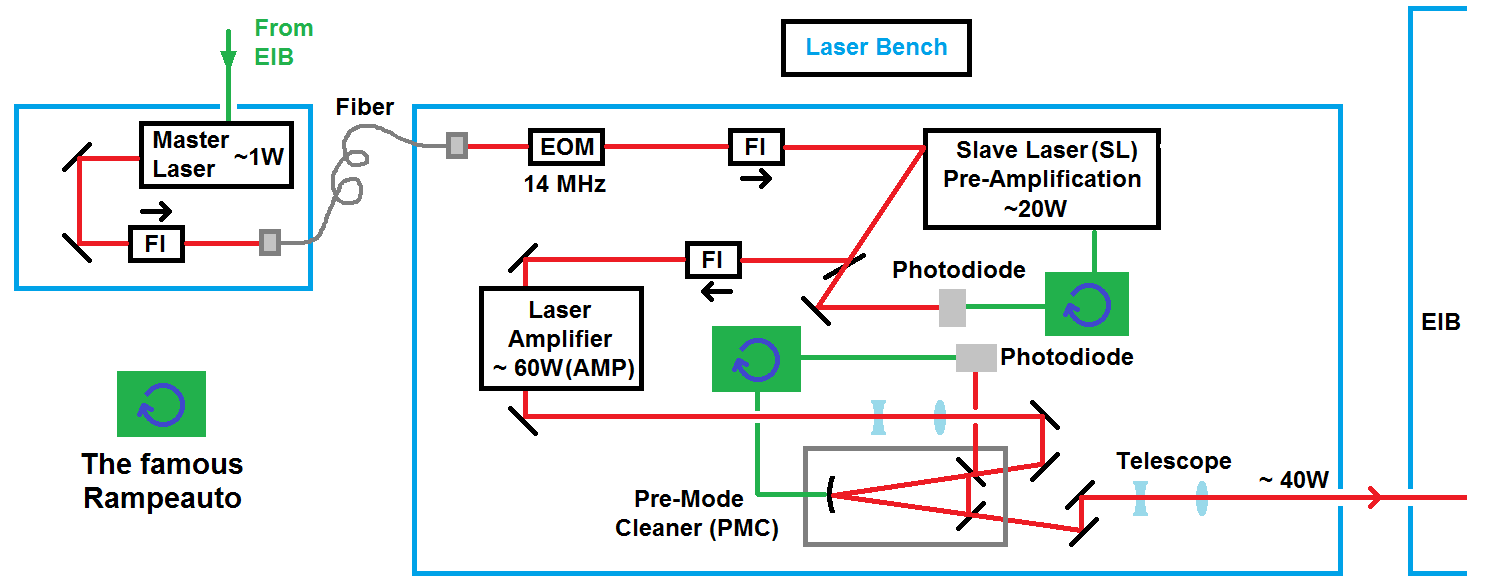 From
EIB
Laser Bench
Master
Laser
~1W
FI
Fiber
EOM
14 MHz
FI
Slave Laser(SL)
Pre-Amplification
~20W
FI
Photodiode
Laser
Amplifier
~ 60W(AMP)
Photodiode
EIB
The famous
Rampeauto
Pre-Mode
Cleaner (PMC)
Telescope
~ 40W